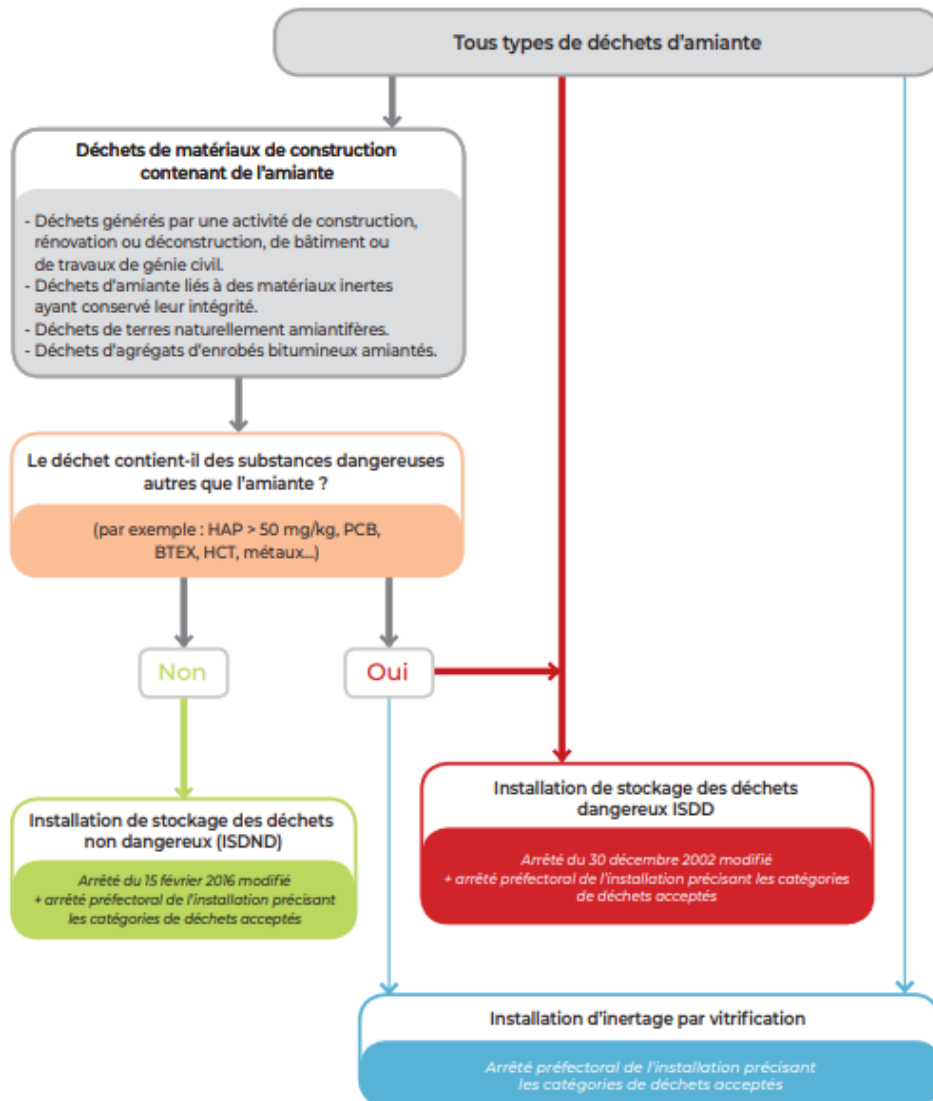 Tous types de déchets d'amiante
Déchets de matériaux de construction
contenant de l'amiante
- Déchets générés par une activité de construction,
rénovation ou déconstruction, de bâtiment ou
de travaux de génie civil.
- Déchets d'amiante liés à des matériaux inertes
ayant conservé leur intégrité.
- Déchets de terres naturellement amiantifères.
- Déchets d'agrégats d'enrobés bitumineux amiantés.
Le déchet contient-il des substances dangereuses
autres que l'amiante ?
(par exemple : HAP > 50 mg/kg, PCB,
BTEX, HCT, métaux...)
Non
Oui
Installation de stockage des déchets
dangereux ISDD
Arrêté du 30 décembre 2002 modifié
+ arrêté préfectoral de l'installation précisant les catégories
de déchets acceptés
Installation de stockage des déchets
non dangereux (ISDND)
Arrêté du 15 février 2016 modifié
+ arrêté préfectoral de l'installation précisant
les catégories de déchets acceptés
Installation d'inertage par vitrification
Arrêté préfectoral de l'installation précisant
les catégories de déchets acceptés